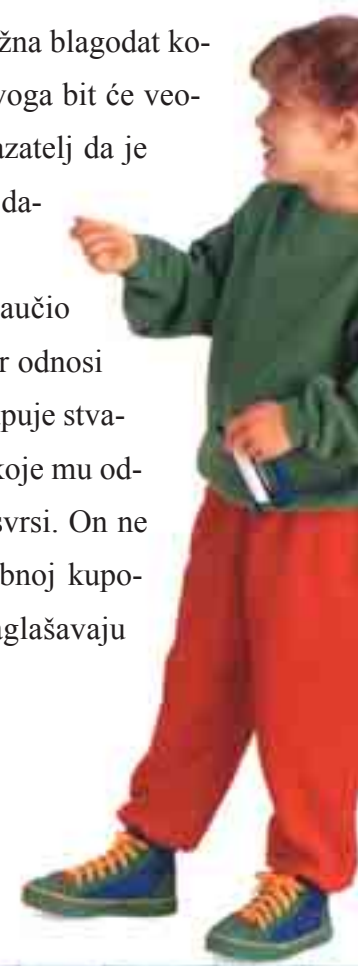 žna blagodat ko-
voga bit će veo-
azatelj da je
da-
aučio
r odnosi
puje stva-
koje mu od-
svrsi. On ne
bnoj kupo-
aglašavaju